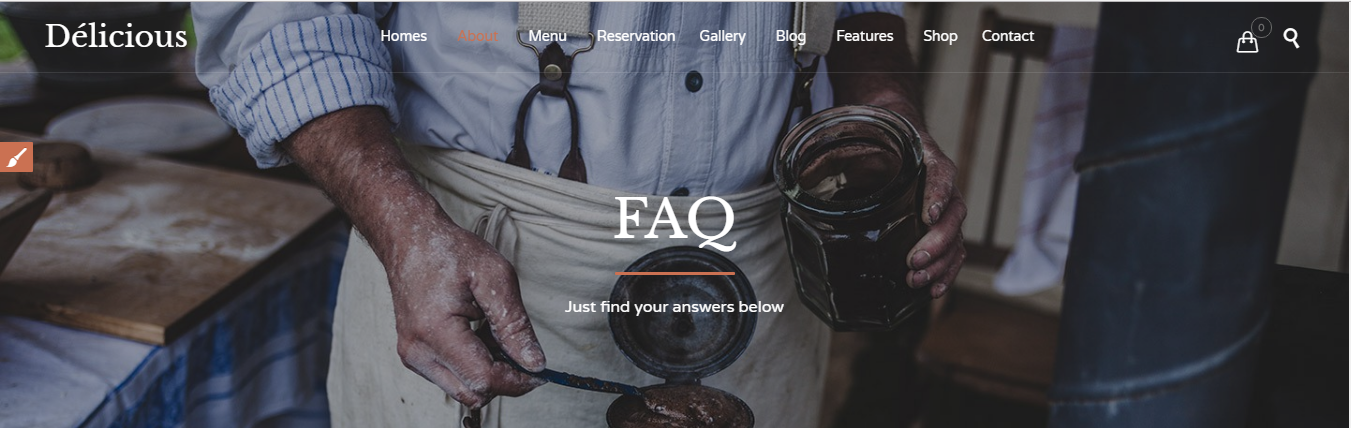 Délicious
Homes About Menu Reservation Gallery Blog Features Shop Contact
0
FAQ
Just find your answers below